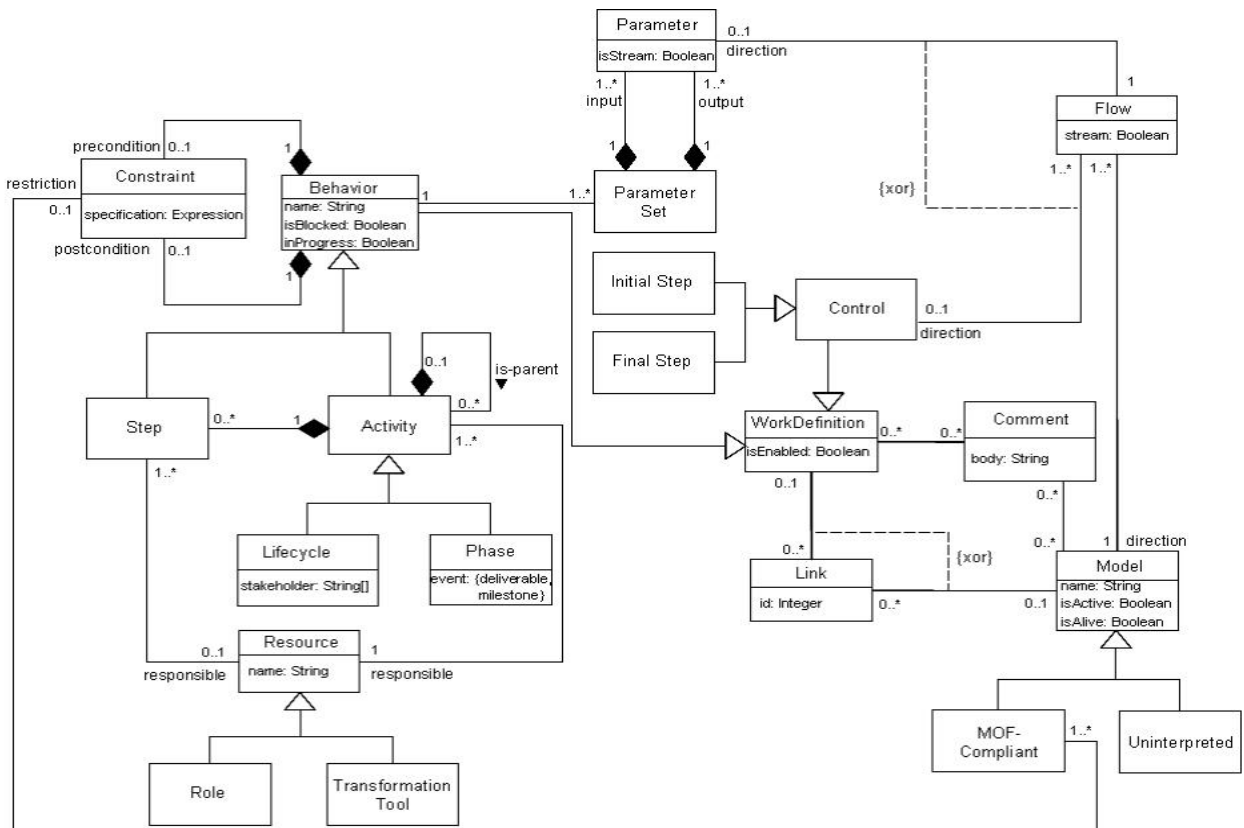 Parameter
isStream: Boolean
0..1
direction
1..*
input
1..*
output
1
Flow
stream: Boolean
1..*
1..*
precondition
0..1
1
Constraint
specification: Expression
restriction
0..1
postcondition
0..1
1
Behavior
name: String
isBlocked: Boolean
inProgress: Boolean
1
1..*
1
1
Parameter
Set
{xor}
Initial Step
Final Step
Control
0..1
direction
0..1
is-parent
0..*
Step
0..*
1
Activity
1..*
1..*
WorkDefinition
isEnabled: Boolean
0..*
0..*
0..1
Comment
body: String
0..*
0..*
1
direction
Lifecycle
stakeholder: String[]
Phase
event: {deliverable,
milestone}
0..*
Link
id: Integer
0..*
{xor}
0..1
Model
name: String
isActive: Boolean
isAlive: Boolean
0..1
responsible
Resource
name: String
1
responsible
Role
Transformation
Tool
MOF-
Compliant
1..*
Uninterpreted